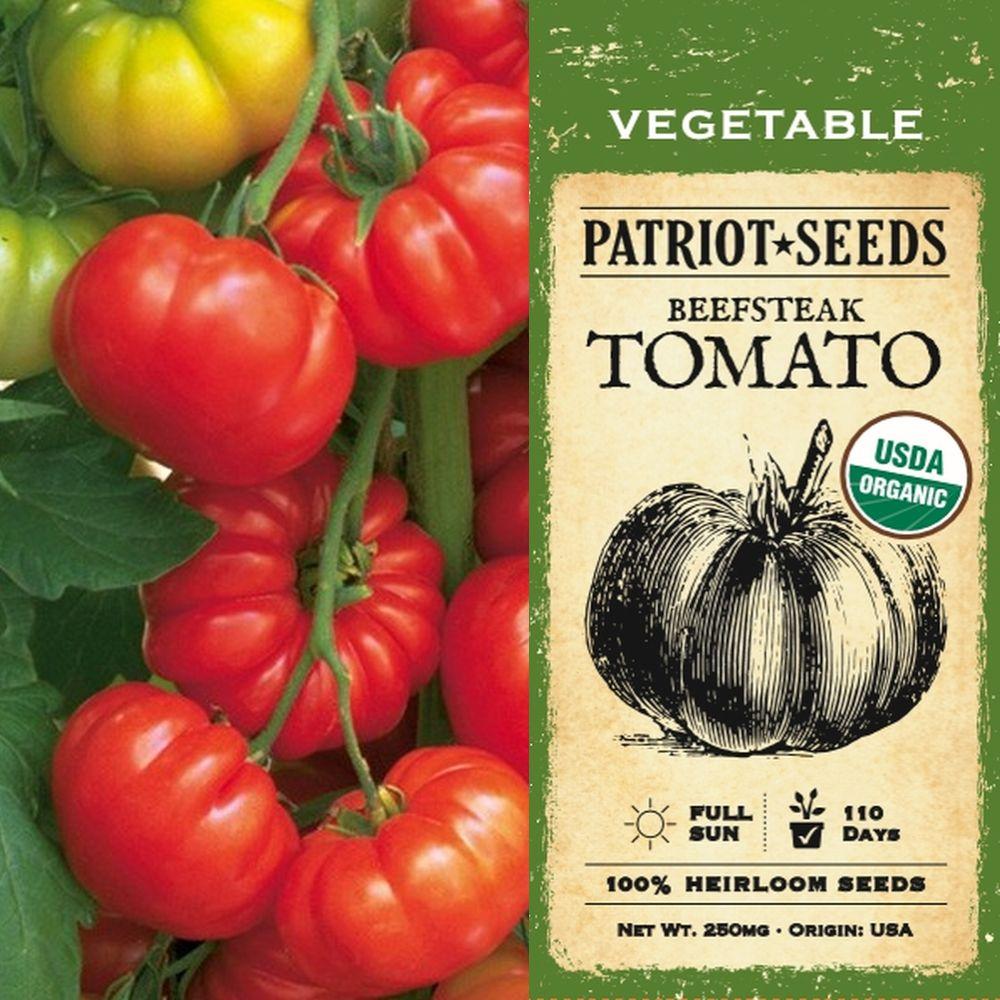 VEGETABLE
PATRIOT★SEEDS
BEEFSTEAK
TOMATO
USDA
ORGANIC
FULL
SUN
110
DAYS
100% HEIRLOOM SEEDS
NET WT. 250MG · ORIGIN: USA